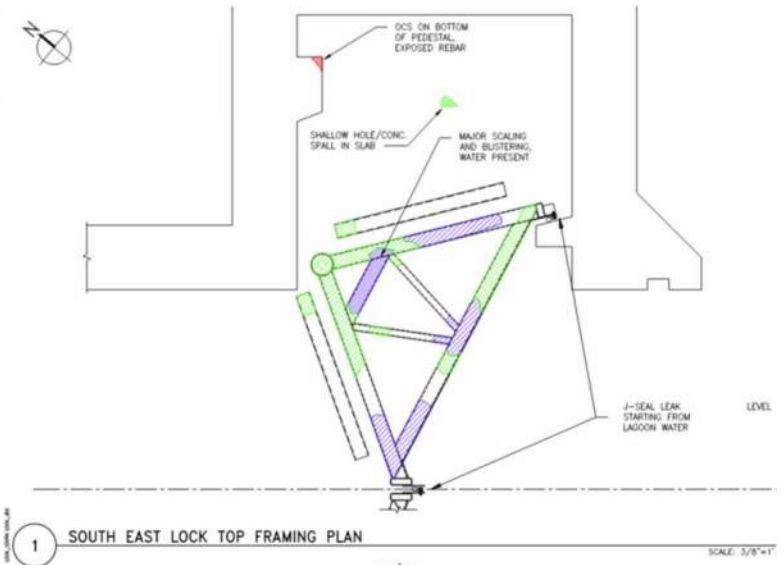 N
OCS ON BOTTOM
OF PEDESTAL,
EXPOSED REBAR
SHALLOW HOLE/CONC.
SPALL IN SLAB
MAJOR SCALING
AND BLISTERING,
WATER PRESENT
J-SEAL LEAK
STARTING FROM
LAGOON WATER
LEVEL
1
SOUTH EAST LOCK TOP FRAMING PLAN
SCALE: 3/8"=1'